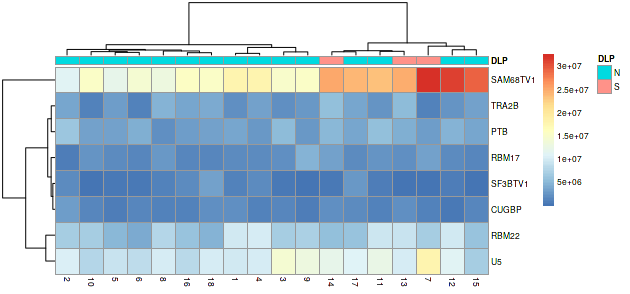 DLP
SAM68TV1
TRA2B
PTB
RBM17
SF3BTV1
CUGBP
RBM22
U5
2 10 5 6 8 16 18 1 4 3 9 14 17 11 13 7 12 15
3e+07
2.5e+07
2e+07
1.5e+07
1e+07
5e+06
DLP
N
S